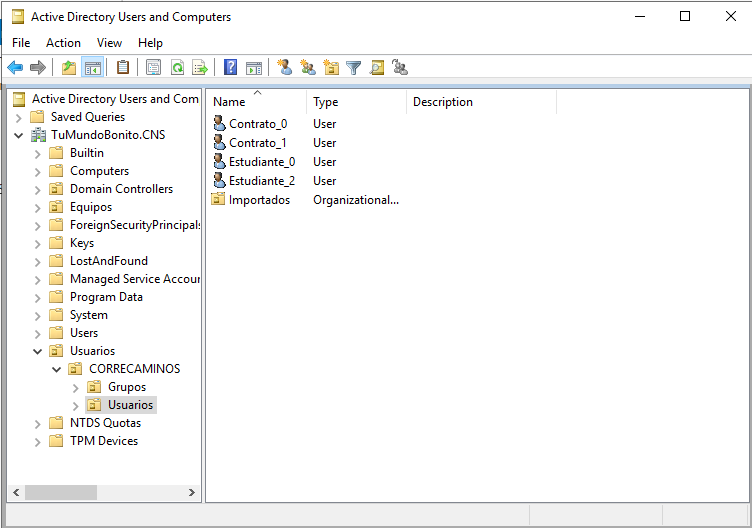 Active Directory Users and Computers
File Action View Help
Active Directory Users and Com
Saved Queries
TuMundoBonito.CNS
Builtin
Computers
Domain Controllers
Equipos
ForeignSecurityPrincipals
Keys
LostAndFound
Managed Service Accour
Program Data
System
Users
Usuarios
CORRECAMINOS
Grupos
Usuarios
NTDS Quotas
TPM Devices
Name Type Description
Contrato_0 User
Contrato_1 User
Estudiante_0 User
Estudiante_2 User
Importados Organizational...